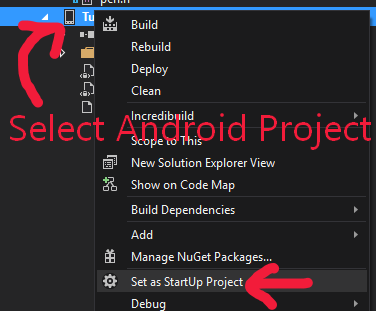 pch.h
Tu
Build
Rebuild
Deploy
Clean
Incredibuild
Select Android Project
Scope to This
New Solution Explorer View
Show on Code Map
Build Dependencies
Add
Manage NuGet Packages...
Set as StartUp Project
Debug